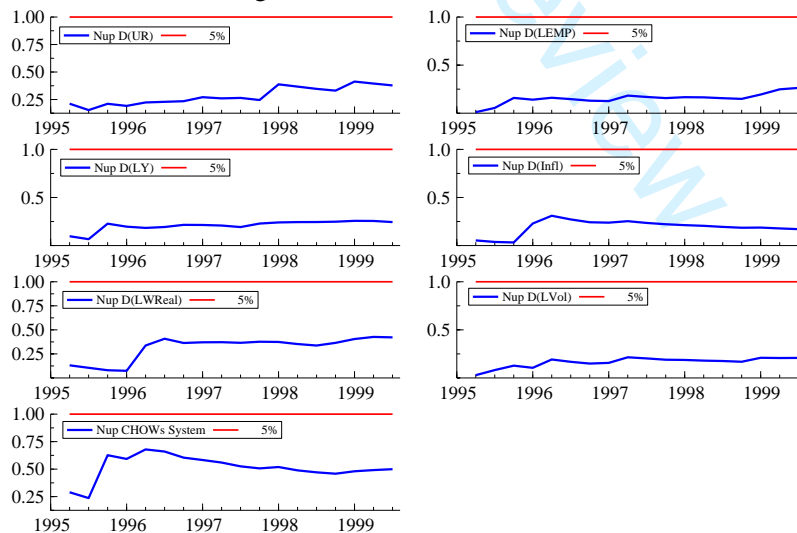 1.00
0.75
0.50
0.25
Nup D(UR) 5%
1995 1996 1997 1998 1999
1.0
0.5
Nup D(LEMP) 5%
1995 1996 1997 1998 1999
1.0
0.5
Nup D(LY) 5%
1995 1996 1997 1998 1999
1.0
0.5
Nup D(Infl) 5%
1995 1996 1997 1998 1999
1.00
0.75
0.50
0.25
Nup D(LWReal) 5%
1995 1996 1997 1998 1999
1.0
0.5
Nup D(LVol) 5%
1995 1996 1997 1998 1999
1.00
0.75
0.50
0.25
Nup CHOWs System 5%
1995 1996 1997 1998 1999
view